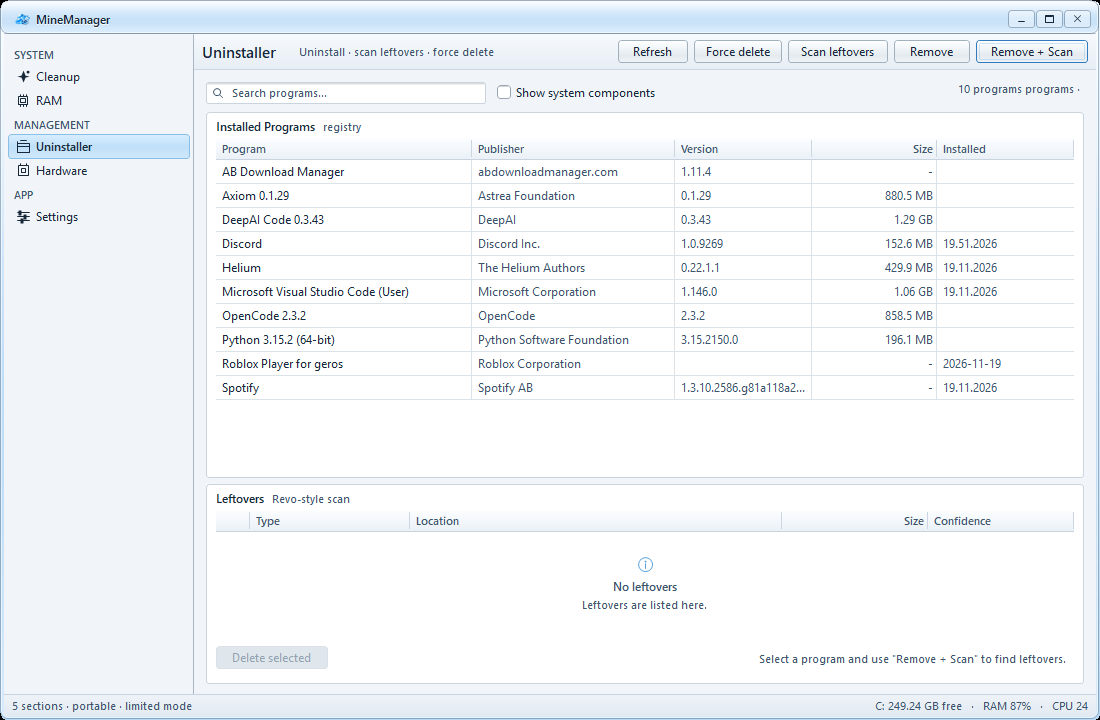 MineManager
SYSTEM
Cleanup
RAM
MANAGEMENT
Uninstaller
Hardware
APP
Settings
Uninstaller Uninstall · scan leftovers · force delete Refresh Force delete Scan leftovers Remove Remove + Scan
Search programs... Show system components 10 programs programs ·
Installed Programs registry
Program Publisher Version Size Installed
AB Download Manager abdownloadmanager.com 1.11.4 -
Axiom 0.1.29 Astrea Foundation 0.1.29 880.5 MB
DeepAI Code 0.3.43 DeepAI 0.3.43 1.29 GB
Discord Discord Inc. 1.0.9269 152.6 MB 19.51.2026
Helium The Helium Authors 0.22.1.1 429.9 MB 19.11.2026
Microsoft Visual Studio Code (User) Microsoft Corporation 1.146.0 1.06 GB 19.11.2026
OpenCode 2.3.2 OpenCode 2.3.2 858.5 MB
Python 3.15.2 (64-bit) Python Software Foundation 3.15.2150.0 196.1 MB
Roblox Player for geros Roblox Corporation - 2026-11-19
Spotify Spotify AB 1.3.10.2586.g81a118a2... - 19.11.2026
Leftovers Revo-style scan
Type Location Size Confidence
No leftovers
Leftovers are listed here.
Delete selected Select a program and use "Remove + Scan" to find leftovers.
5 sections · portable · limited mode C: 249.24 GB free · RAM 87% · CPU 24